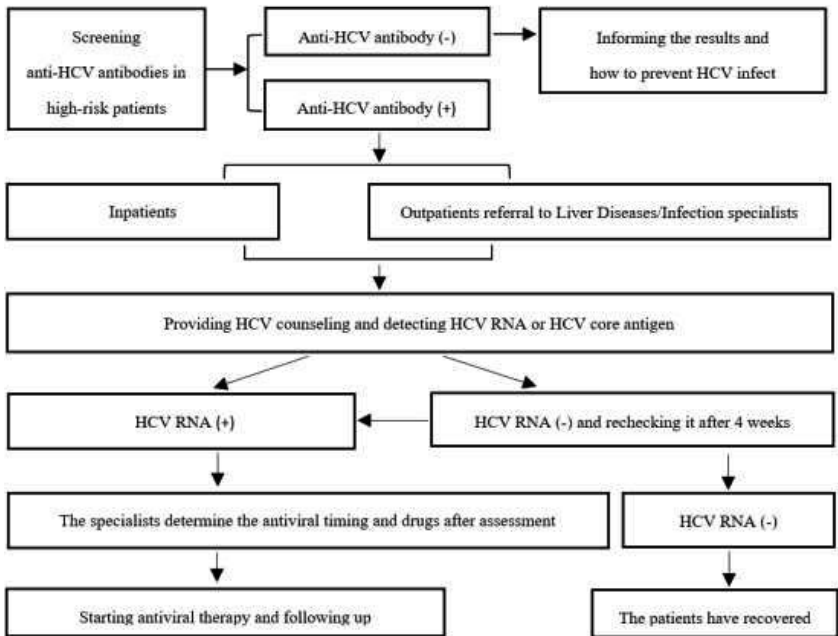 Screening
anti-HCV antibodies in
high-risk patients
Anti-HCV antibody (-)
Anti-HCV antibody (+)
Informing the results and
how to prevent HCV infect
Inpatients
Outpatients referral to Liver Diseases/Infection specialists
Providing HCV counseling and detecting HCV RNA or HCV core antigen
HCV RNA (+)
HCV RNA (-) and rechecking it after 4 weeks
The specialists determine the antiviral timing and drugs after assessment
HCV RNA (-)
Starting antiviral therapy and following up
The patients have recovered